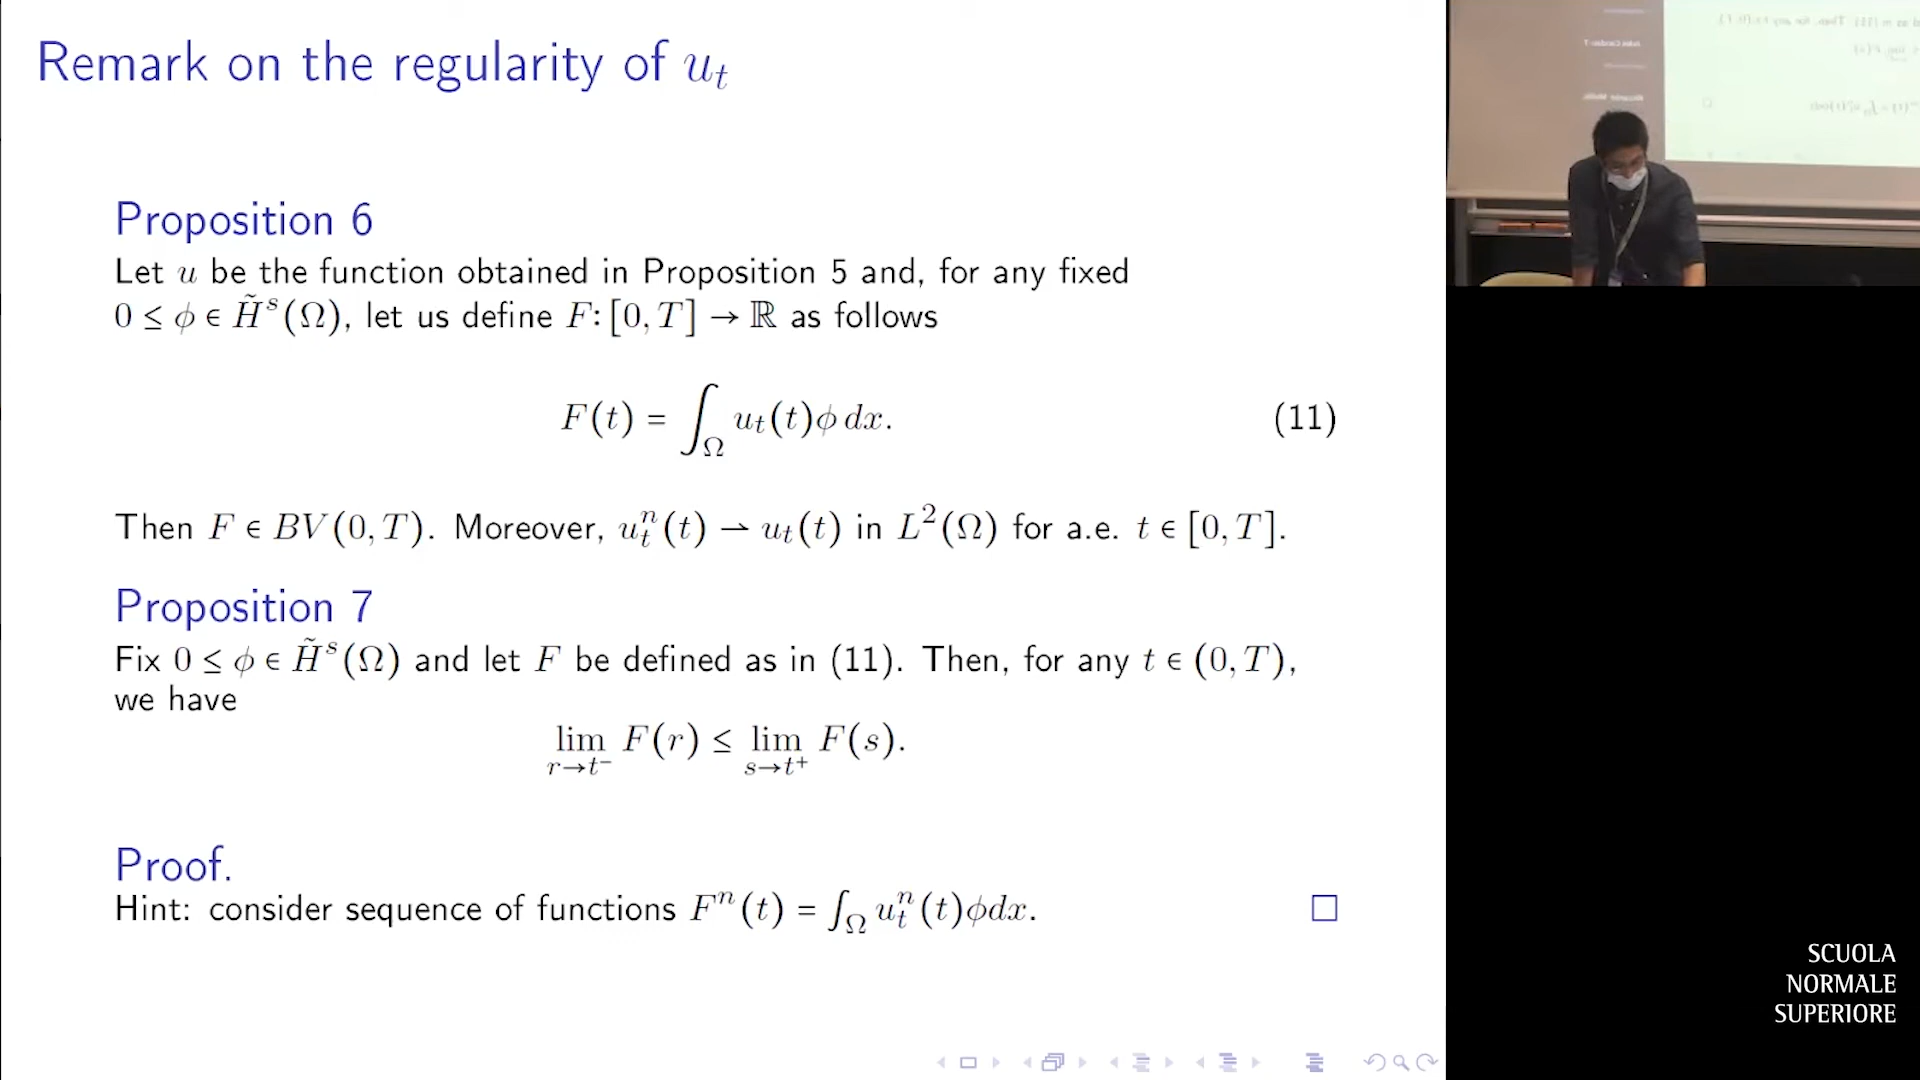 Remark on the regularity of u_t
Proposition 6
Let u be the function obtained in Proposition 5 and, for any fixed
0 ≤ ϕ ∈ H̃^s(Ω), let us define F: [0, T] → ℝ as follows
F(t) = ∫_Ω u_t(t)ϕ dx. (11)
Then F ∈ BV(0, T). Moreover, u_t^n(t) ⇀ u_t(t) in L^2(Ω) for a.e. t ∈ [0, T].
Proposition 7
Fix 0 ≤ ϕ ∈ H̃^s(Ω) and let F be defined as in (11). Then, for any t ∈ (0, T),
we have
lim_{r→t^-} F(r) ≤ lim_{s→t^+} F(s).
Proof.
Hint: consider sequence of functions F^n(t) = ∫_Ω u_t^n(t)ϕdx. □
SCUOLA
NORMALE
SUPERIORE